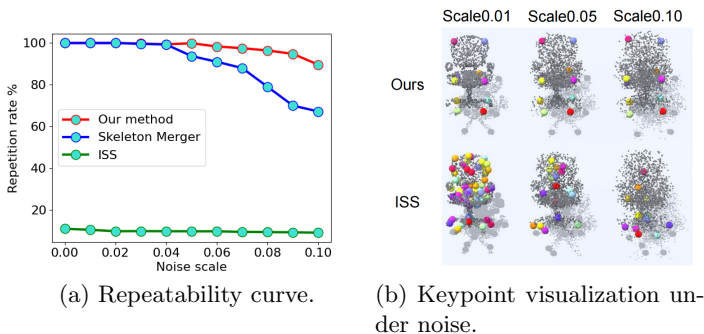 Repetition rate %
100
80
60
40
20
Our method
Skeleton Merger
ISS
0.00 0.02 0.04 0.06 0.08 0.10
Noise scale
(a) Repeatability curve.
Scale0.01 Scale0.05 Scale0.10
Ours
ISS
(b) Keypoint visualization un-
der noise.